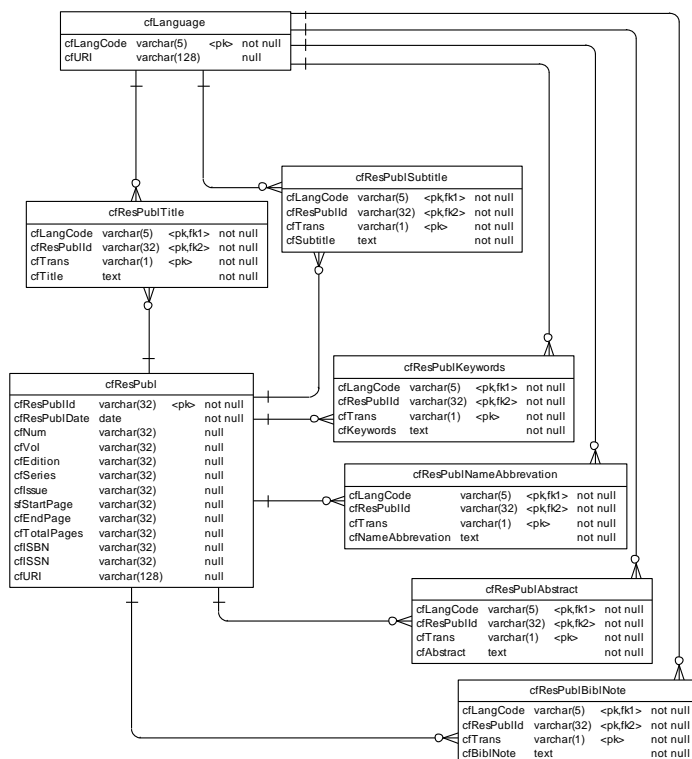 cfLanguage
cfLangCode varchar(5) <pk> not null
cfURI varchar(128) null
cfResPublSubtitle
cfLangCode varchar(5) <pk,fk1> not null
cfResPublId varchar(32) <pk,fk2> not null
cfTrans varchar(1) <pk> not null
cfSubtitle text not null
cfResPublTitle
cfLangCode varchar(5) <pk,fk1> not null
cfResPublId varchar(32) <pk,fk2> not null
cfTrans varchar(1) <pk> not null
cfTitle text not null
cfResPublKeywords
cfLangCode varchar(5) <pk,fk1> not null
cfResPublId varchar(32) <pk,fk2> not null
cfTrans varchar(1) <pk> not null
cfKeywords text not null
cfResPubl
cfResPublId varchar(32) <pk> not null
cfResPublDate date not null
cfNum varchar(32) null
cfVol varchar(32) null
cfEdition varchar(32) null
cfSeries varchar(32) null
cfIssue varchar(32) null
sfStartPage varchar(32) null
cfEndPage varchar(32) null
cfTotalPages varchar(32) null
cfISBN varchar(32) null
cfISSN varchar(32) null
cfURI varchar(128) null
cfResPublNameAbbrevation
cfLangCode varchar(5) <pk,fk1> not null
cfResPublId varchar(32) <pk,fk2> not null
cfTrans varchar(1) <pk> not null
cfNameAbbrevation text not null
cfResPublAbstract
cfLangCode varchar(5) <pk,fk1> not null
cfResPublId varchar(32) <pk,fk2> not null
cfTrans varchar(1) <pk> not null
cfAbstract text not null
cfResPublBiblNote
cfLangCode varchar(5) <pk,fk1> not null
cfResPublId varchar(32) <pk,fk2> not null
cfTrans varchar(1) <pk> not null
cfBiblNote text not null